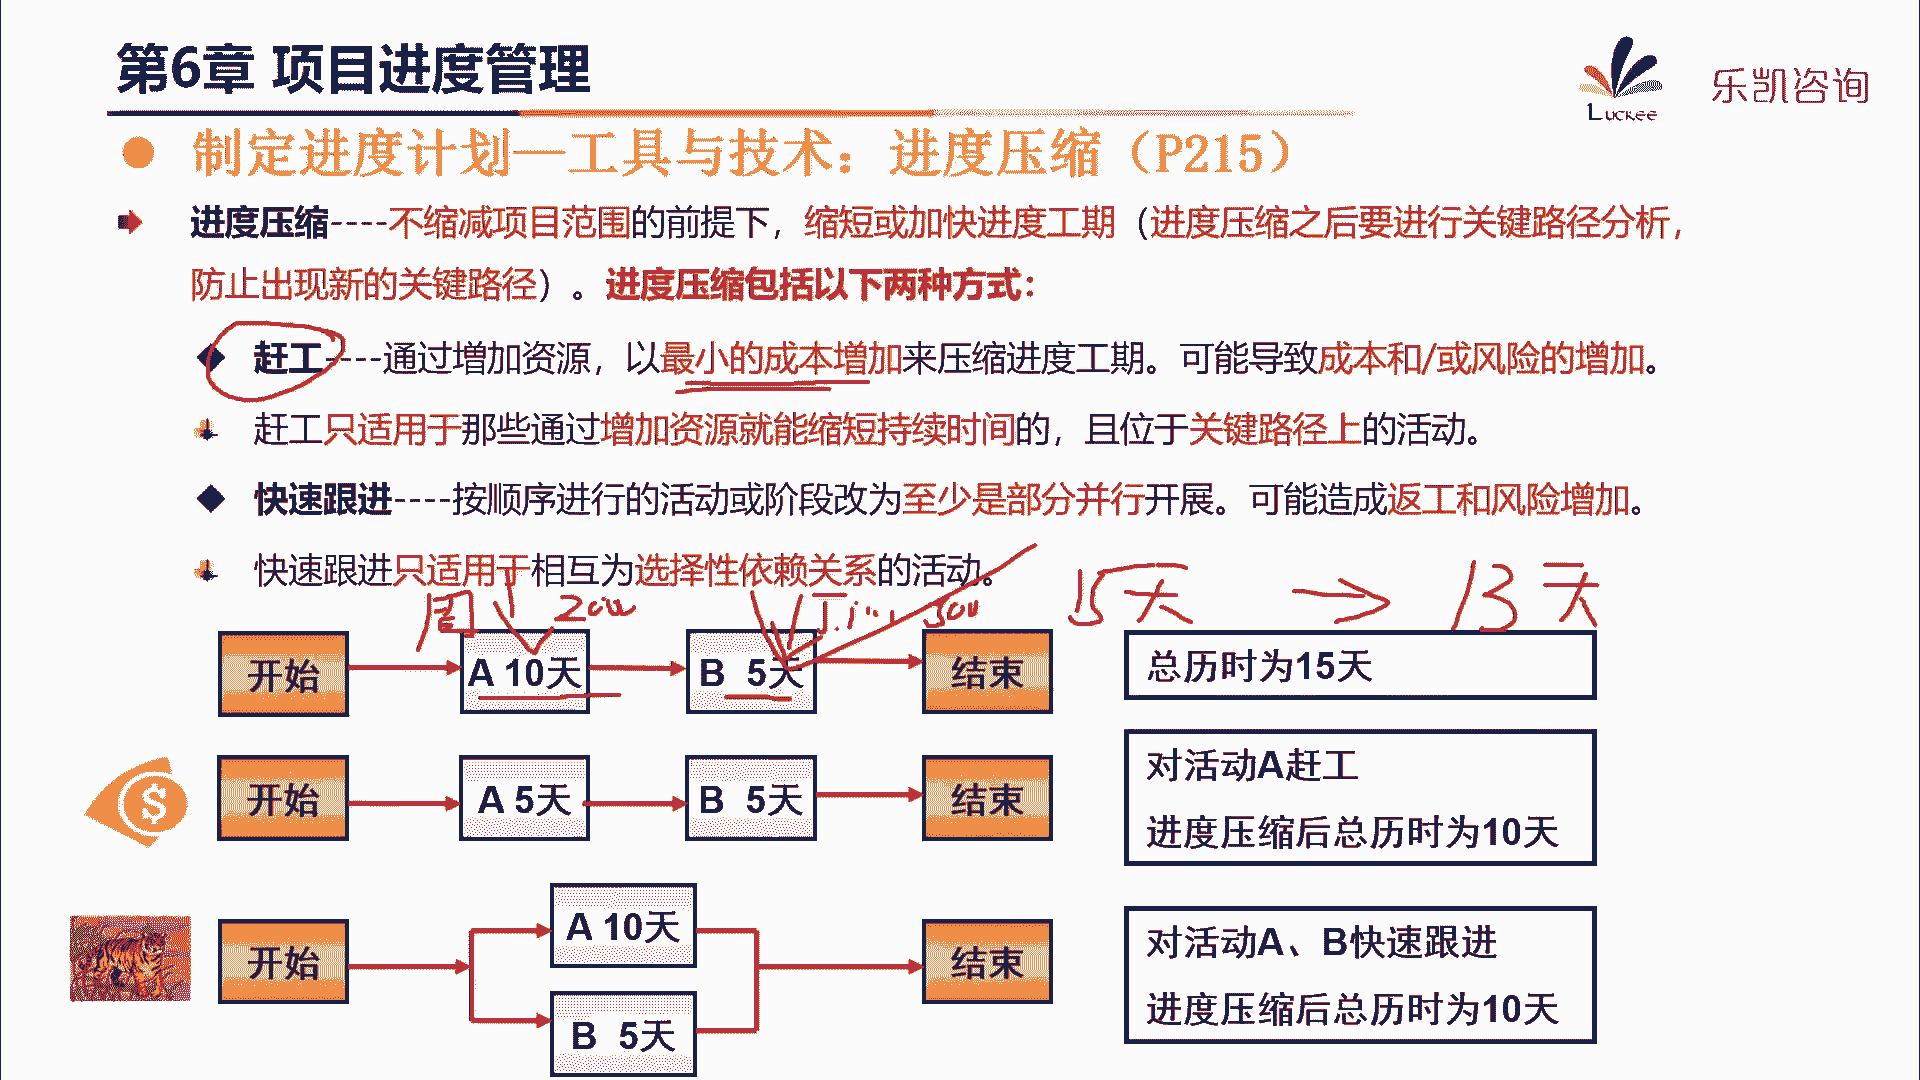 第6章 项目进度管理
Luckee
乐凯咨询
制定进度计划—工具与技术：进度压缩（P215）
进度压缩----不缩减项目范围的前提下，缩短或加快进度工期（进度压缩之后要进行关键路径分析，
防止出现新的关键路径）。进度压缩包括以下两种方式：
赶工----通过增加资源，以最小的成本增加来压缩进度工期。可能导致成本和/或风险的增加。
赶工只适用于那些通过增加资源就能缩短持续时间的，且位于关键路径上的活动。
快速跟进----按顺序进行的活动或阶段改为至少是部分并行开展。可能造成返工和风险增加。
快速跟进只适用于相互为选择性依赖关系的活动。
15天 → 13天
开始
A 10天
B 5天
结束
总历时为15天
开始
A 5天
B 5天
结束
对活动A赶工
进度压缩后总历时为10天
$
开始
A 10天
B 5天
结束
对活动A、B快速跟进
进度压缩后总历时为10天